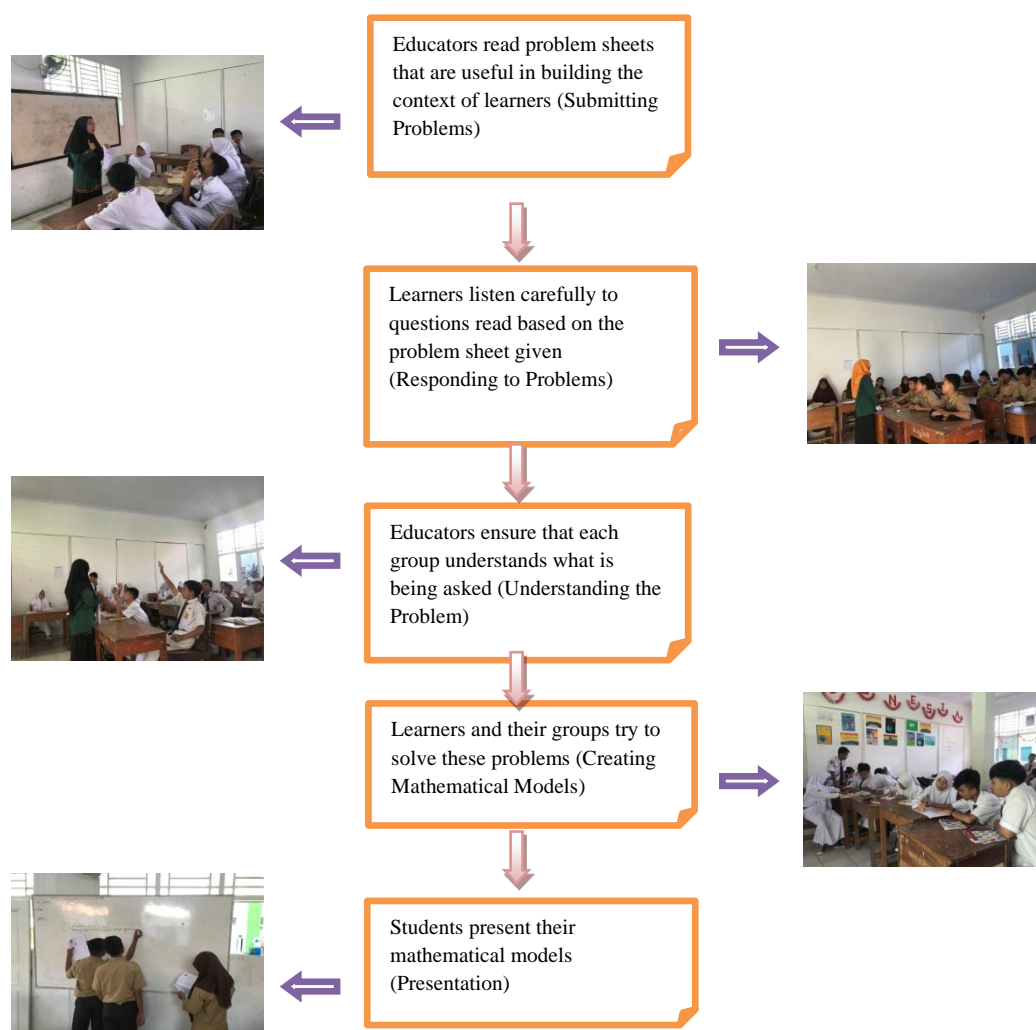 Educators read problem sheets
that are useful in building the
context of learners (Submitting
Problems)
Learners listen carefully to
questions read based on the
problem sheet given
(Responding to Problems)
Educators ensure that each
group understands what is
being asked (Understanding the
Problem)
Learners and their groups try to
solve these problems (Creating
Mathematical Models)
N E S
Students present their
mathematical models
(Presentation)